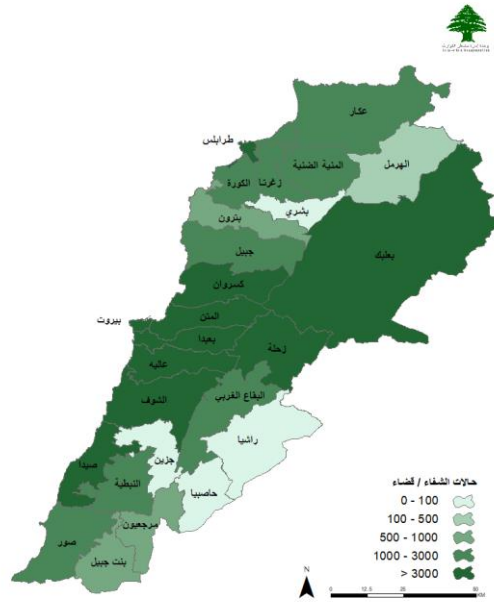 عكار
طرابلس
المنية الضنية
الهرمل
زغرتا
الكورة
بشري
بترون
بعلبك
جبيل
كسروان
المتن
بيروت
بعبدا
زحلة
عاليه
الشوف
البقاع الغربي
راشيا
صيدا
جزين
النبطية
حاصبيا
مرجعيون
صور
بنت جبيل
حالات الشفاء / قضاء
0 - 100
100 - 500
500 - 1000
1000 - 3000
> 3000
N